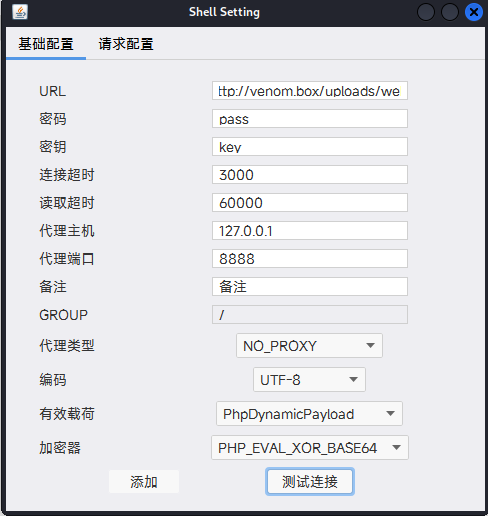 Shell Setting
基础配置 请求配置
URL ttp://venom.box/uploads/we
密码 pass
密钥 key
连接超时 3000
读取超时 60000
代理主机 127.0.0.1
代理端口 8888
备注 备注
GROUP /
代理类型 NO_PROXY
编码 UTF-8
有效载荷 PhpDynamicPayload
加密器 PHP_EVAL_XOR_BASE64
添加 测试连接